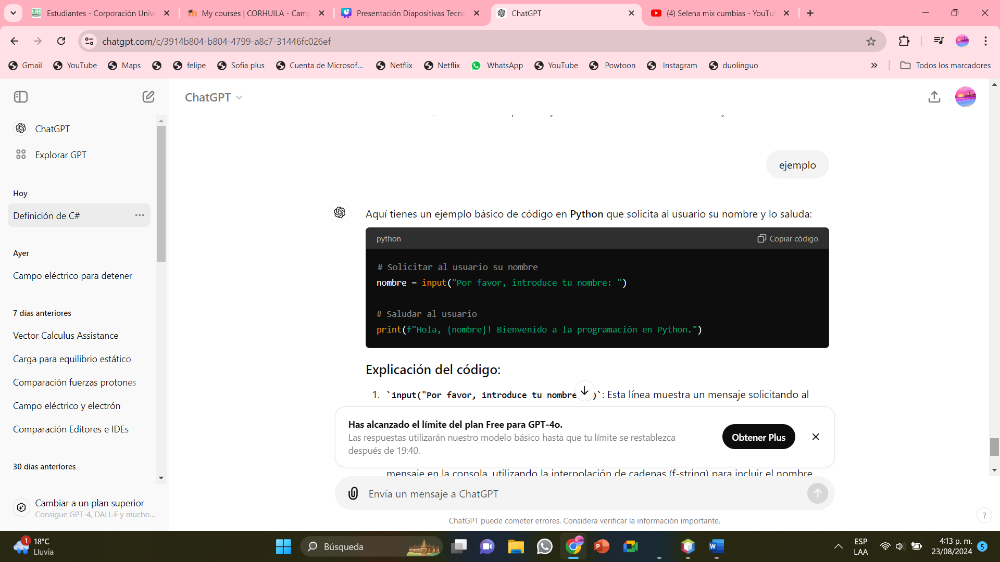 Estudiantes - Corporación Unive
My courses | CORHUILA - Camp
Presentación Diapositivas Tecno
ChatGPT
(4) Selena mix cumbias - YouTu
chatgpt.com/c/3914b804-b804-4799-a8c7-31446fc026ef
Gmail
YouTube
Maps
felipe
Sofia plus
Cuenta de Microsof...
Netflix
Netflix
WhatsApp
YouTube
Powtoon
Instagram
duolinguo
Todos los marcadores
ChatGPT
ChatGPT
Explorar GPT
Hoy
Definición de C#
Ayer
Campo eléctrico para detener
7 días anteriores
Vector Calculus Assistance
Carga para equilibrio estático
Comparación fuerzas protones
Campo eléctrico y electrón
Comparación Editores e IDEs
30 días anteriores
Cambiar a un plan superior
Consigue GPT-4, DALL·E y mucho...
ejemplo
Aquí tienes un ejemplo básico de código en Python que solicita al usuario su nombre y lo saluda:
python
Copiar código
# Solicitar al usuario su nombre
nombre = input("Por favor, introduce tu nombre: ")
# Saludar al usuario
print(f"Hola, {nombre}! Bienvenido a la programación en Python.")
Explicación del código:
1. `input("Por favor, introduce tu nombre )`: Esta línea muestra un mensaje solicitando al
Has alcanzado el límite del plan Free para GPT-4o.
Las respuestas utilizarán nuestro modelo básico hasta que tu límite se restablezca
después de 19:40.
Obtener Plus
mensaje en la consola, utilizando la interpolación de cadenas (f-string) para incluir el nombre
Envía un mensaje a ChatGPT
ChatGPT puede cometer errores. Considera verificar la información importante.
?
1
18°C
Lluvia
Búsqueda
ESP
LAA
4:13 p. m.
23/08/2024
5